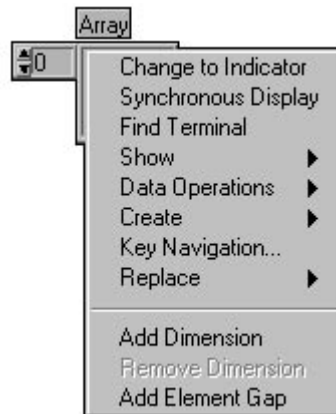 Array
0
Change to Indicator
Synchronous Display
Find Terminal
Show
Data Operations
Create
Key Navigation...
Replace
Add Dimension
Remove Dimension
Add Element Gap